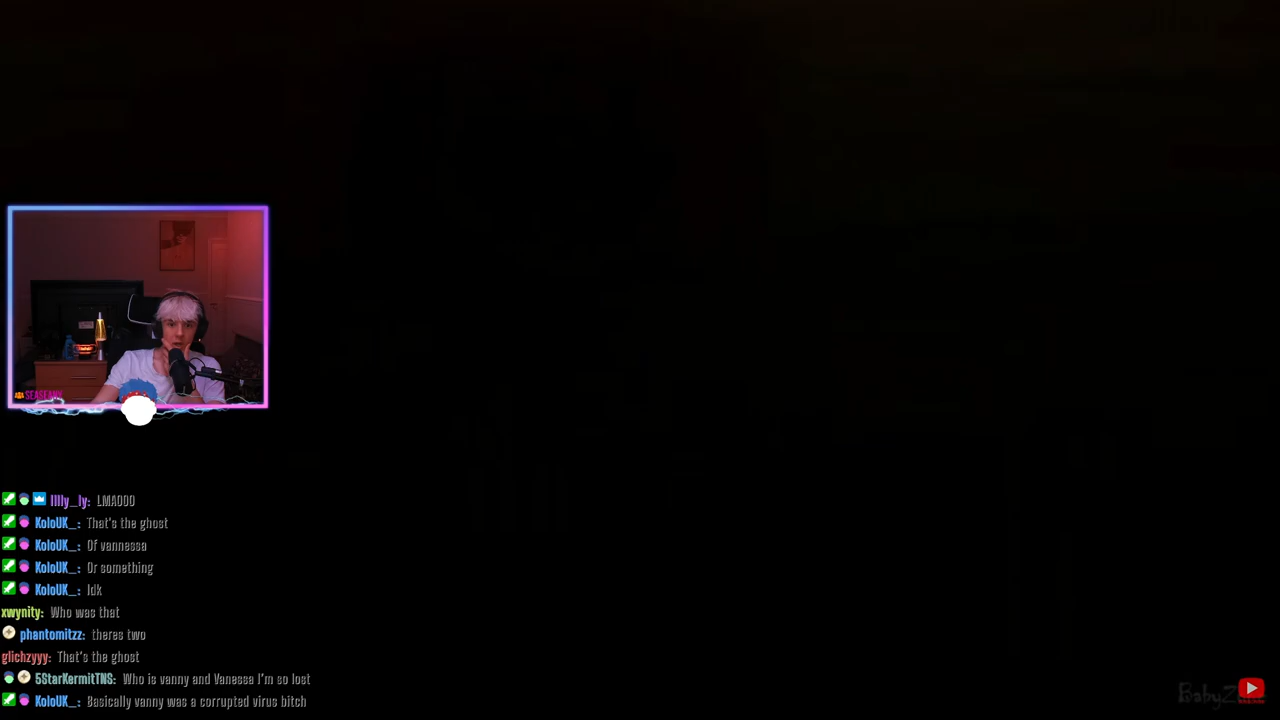 Illly_ly: LMAOOO
KoloUK_: That's the ghost
KoloUK_: Of vannessa
KoloUK_: Or something
KoloUK_: Idk
xwynity: Who was that
phantomitzz: theres two
glichzyyy: That's the ghost
5StarKermitTNS: Who is vanny and Vanessa I'm so lost
KoloUK_: Basically vanny was a corrupted virus bitch